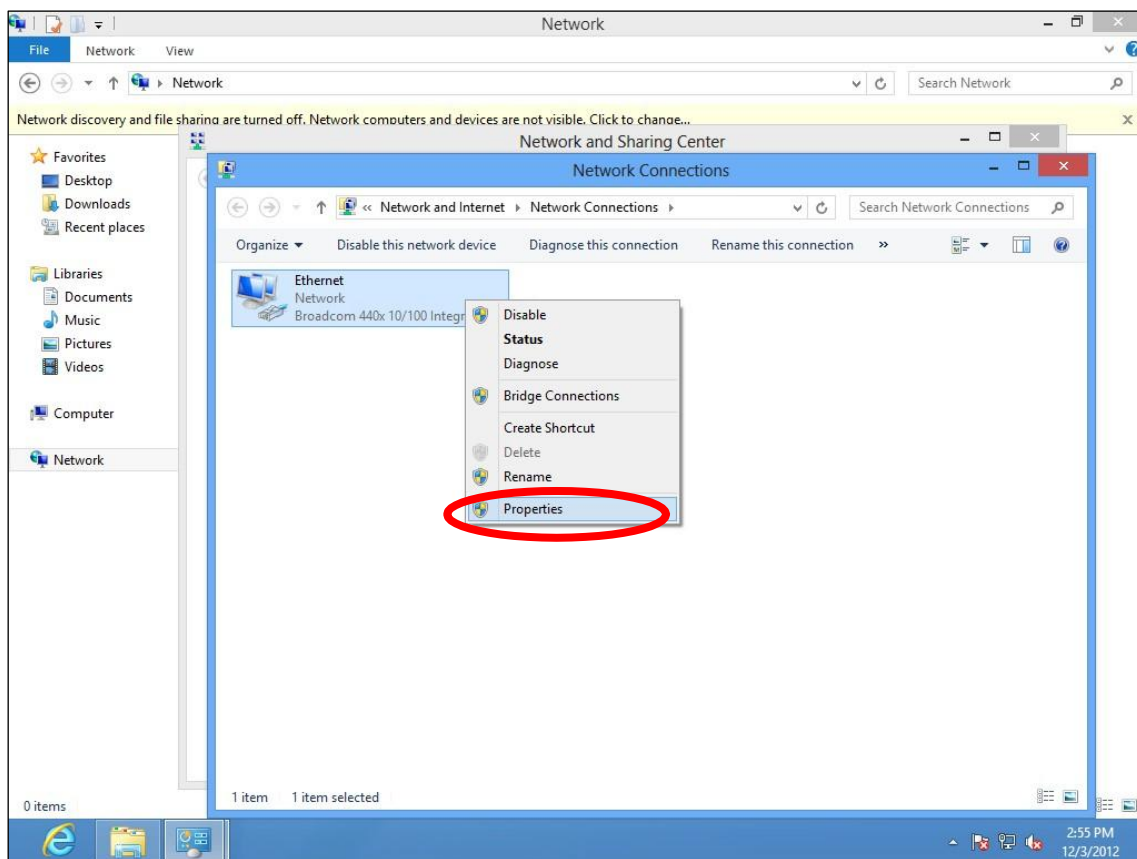 Network
File Network View
Network
Search Network
Network discovery and file sharing are turned off. Network computers and devices are not visible. Click to change...
Network and Sharing Center
Network Connections
« Network and Internet Network Connections
Search Network Connections
Organize Disable this network device Diagnose this connection Rename this connection »
Favorites
Desktop
Downloads
Recent places
Libraries
Documents
Music
Pictures
Videos
Computer
Network
Ethernet
Network
Broadcom 440x 10/100 Integr
Disable
Status
Diagnose
Bridge Connections
Create Shortcut
Delete
Rename
Properties
1 item 1 item selected
0 items
2:55 PM
12/3/2012